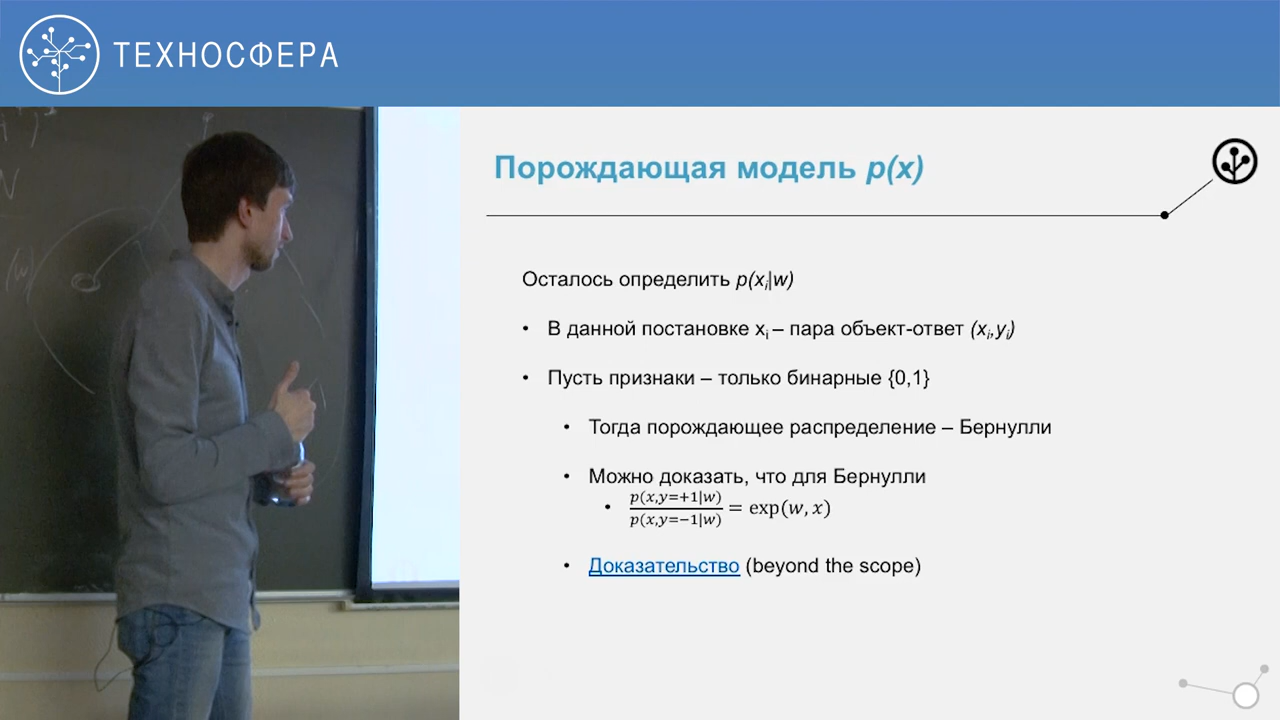 ТЕХНОСФЕРА
Порождающая модель p(x)
Осталось определить p(xᵢ|w)
• В данной постановке xᵢ – пара объект-ответ (xᵢ,yᵢ)
• Пусть признаки – только бинарные {0,1}
• Тогда порождающее распределение – Бернулли
• Можно доказать, что для Бернулли
• p(x,y=+1|w) / p(x,y=−1|w) = exp(w, x)
• Доказательство (beyond the scope)